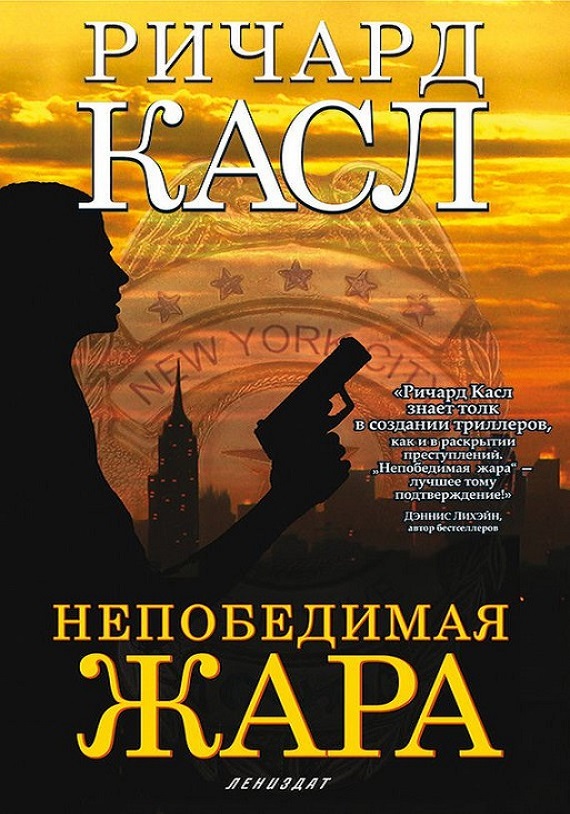 РИЧАРД
КАСЛ
NEW YORK CITY
«Ричард Касл
знает толк
в создании триллеров,
как и в раскрытии
преступлений.
„Непобедимая жара“ —
лучшее тому
подтверждение!»
Дэннис Лихэйн,
автор бестселлеров
НЕПОБЕДИМАЯ
ЖАРА
ЛЕНИЗДАТ